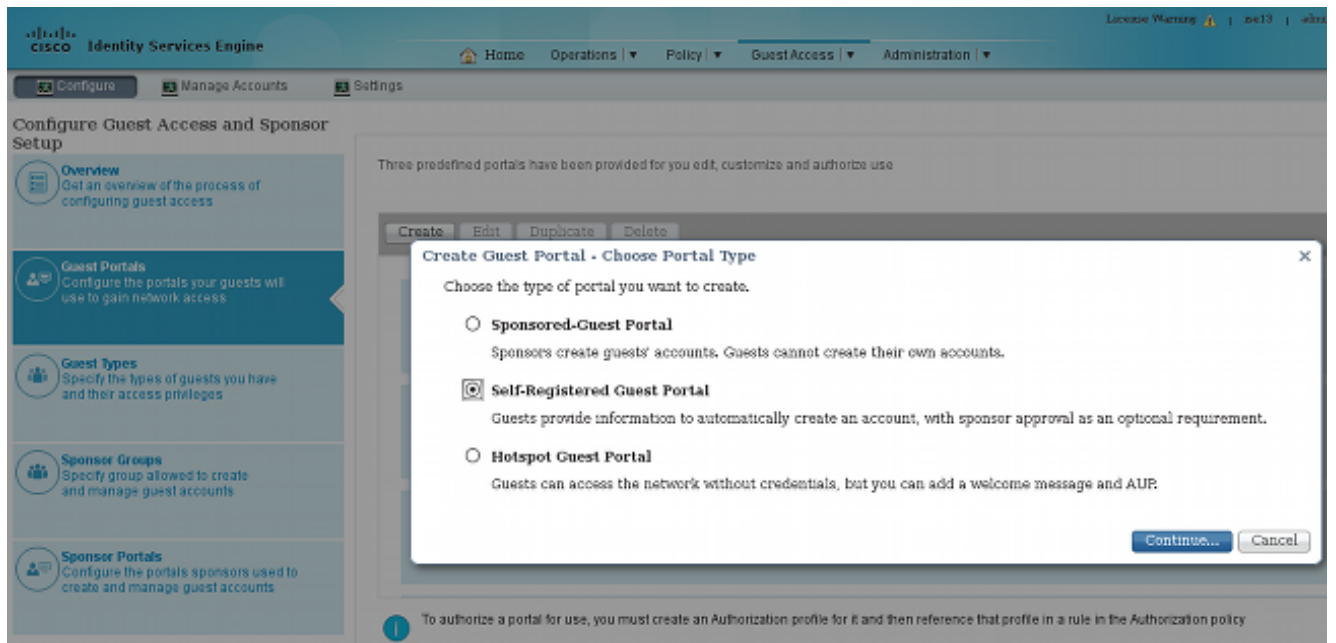 License Warning | ise13 | admi
cisco Identity Services Engine
Home Operations | ▼ Policy | ▼ Guest Access | ▼ Administration | ▼
Configure Manage Accounts Settings
Configure Guest Access and Sponsor
Setup
Overview
Get an overview of the process of
configuring guest access
Guest Portals
Configure the portals your guests will
use to gain network access
Guest Types
Specify the types of guests you have
and their access privileges
Sponsor Groups
Specify group allowed to create
and manage guest accounts
Sponsor Portals
Configure the portals sponsors used to
create and manage guest accounts
Three predefined portals have been provided for you edit, customize and authorize use
Create Edit Duplicate Delete
Create Guest Portal - Choose Portal Type
Choose the type of portal you want to create.
Sponsored-Guest Portal
Sponsors create guests' accounts. Guests cannot create their own accounts.
Self-Registered Guest Portal
Guests provide information to automatically create an account, with sponsor approval as an optional requirement.
Hotspot Guest Portal
Guests can access the network without credentials, but you can add a welcome message and AUP.
Continue... Cancel
To authorize a portal for use, you must create an Authorization profile for it and then reference that profile in a rule in the Authorization policy